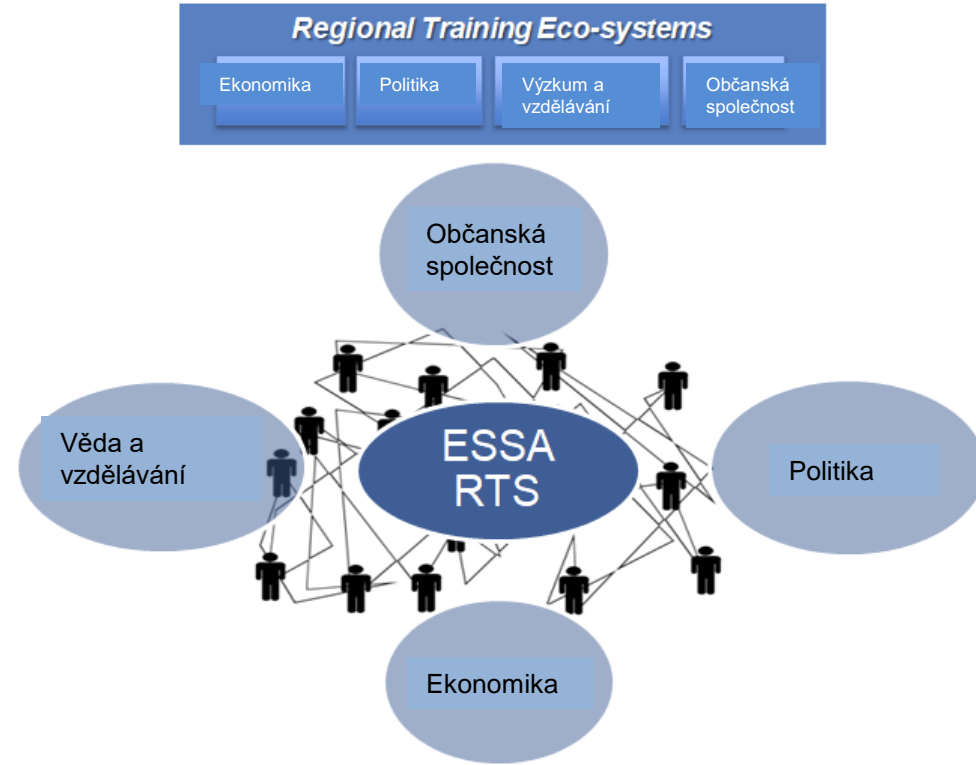 Regional Training Eco-systems
Ekonomika
Politika
Výzkum a
vzdělávání
Občanská
společnost
Občanská
společnost
Věda a
vzdělávání
ESSA
RTS
Politika
Ekonomika